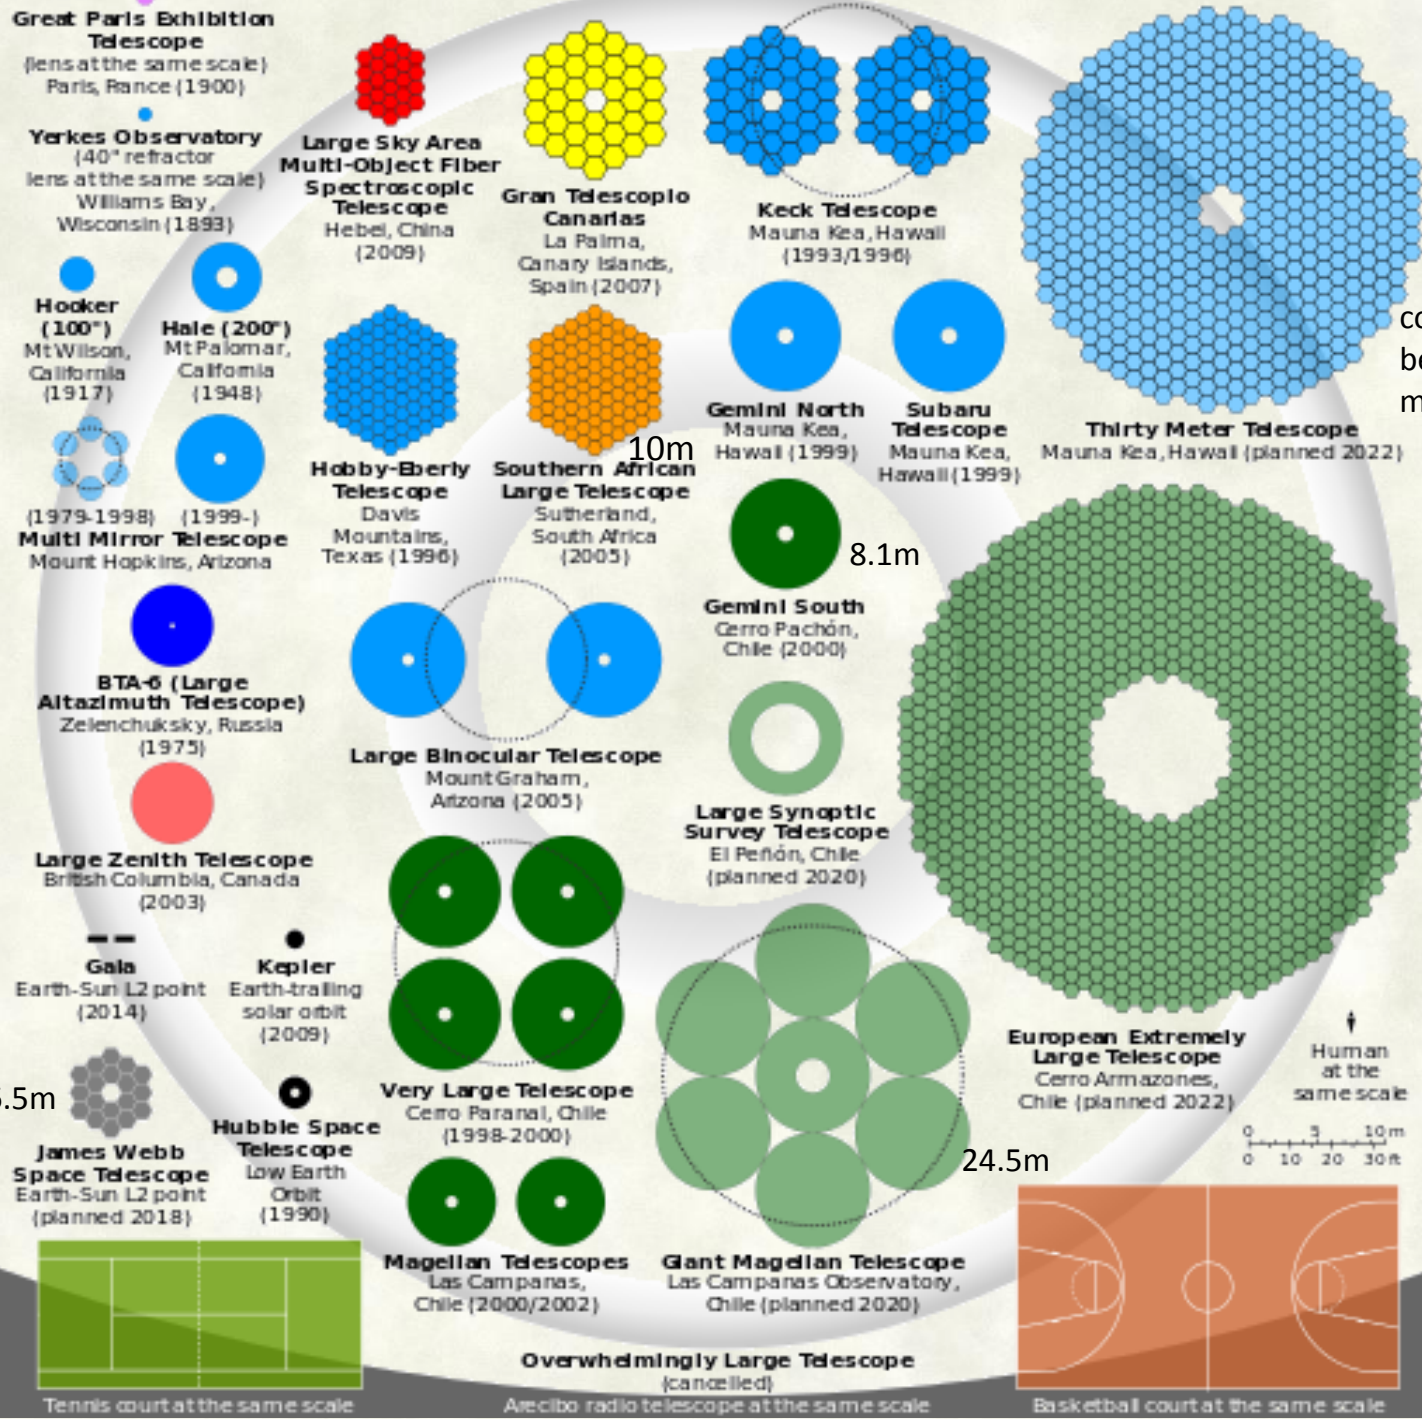 Great Paris Exhibition
Telescope
(lens at the same scale)
Paris, France (1900)
Yerkes Observatory
(40" refractor
lens at the same scale)
Williams Bay,
Wisconsin (1893)
Hooker
(100")
Mt Wilson,
California
(1917)
Hale (200")
Mt Palomar,
California
(1948)
(1979-1998) (1999-)
Multi Mirror Telescope
Mount Hopkins, Arizona
BTA-6 (Large
Altazimuth Telescope)
Zelenchuksky, Russia
(1975)
Large Zenith Telescope
British Columbia, Canada
(2003)
Gaia
Earth-Sun L2 point
(2014)
Kepler
Earth-trailing
solar orbit
(2009)
.5m
James Webb
Space Telescope
Earth-Sun L2 point
(planned 2018)
Hubble Space
Telescope
Low Earth
Orbit
(1990)
Large Sky Area
Multi-Object Fiber
Spectroscopic
Telescope
Hebei, China
(2009)
Gran Telescopio
Canarias
La Palma,
Canary Islands,
Spain (2007)
Keck Telescope
Mauna Kea, Hawaii
(1993/1996)
Hobby-Eberly
Telescope
Davis
Mountains,
Texas (1996)
10m
Southern African
Large Telescope
Sutherland,
South Africa
(2005)
Gemini North
Mauna Kea,
Hawaii (1999)
Subaru
Telescope
Mauna Kea,
Hawaii (1999)
Thirty Meter Telescope
Mauna Kea, Hawaii (planned 2022)
8.1m
Gemini South
Cerro Pachón,
Chile (2000)
Large Binocular Telescope
Mount Graham,
Arizona (2005)
Large Synoptic
Survey Telescope
El Peñón, Chile
(planned 2020)
Very Large Telescope
Cerro Paranal, Chile
(1998-2000)
Magellan Telescopes
Las Campanas,
Chile (2000/2002)
24.5m
Giant Magellan Telescope
Las Campanas Observatory,
Chile (planned 2020)
European Extremely
Large Telescope
Cerro Armazones,
Chile (planned 2022)
Human
at the
same scale
0 5 10 m
0 10 20 30 ft
Overwhelmingly Large Telescope
(cancelled)
Tennis court at the same scale
Arecibo radio telescope at the same scale
Basketball court at the same scale